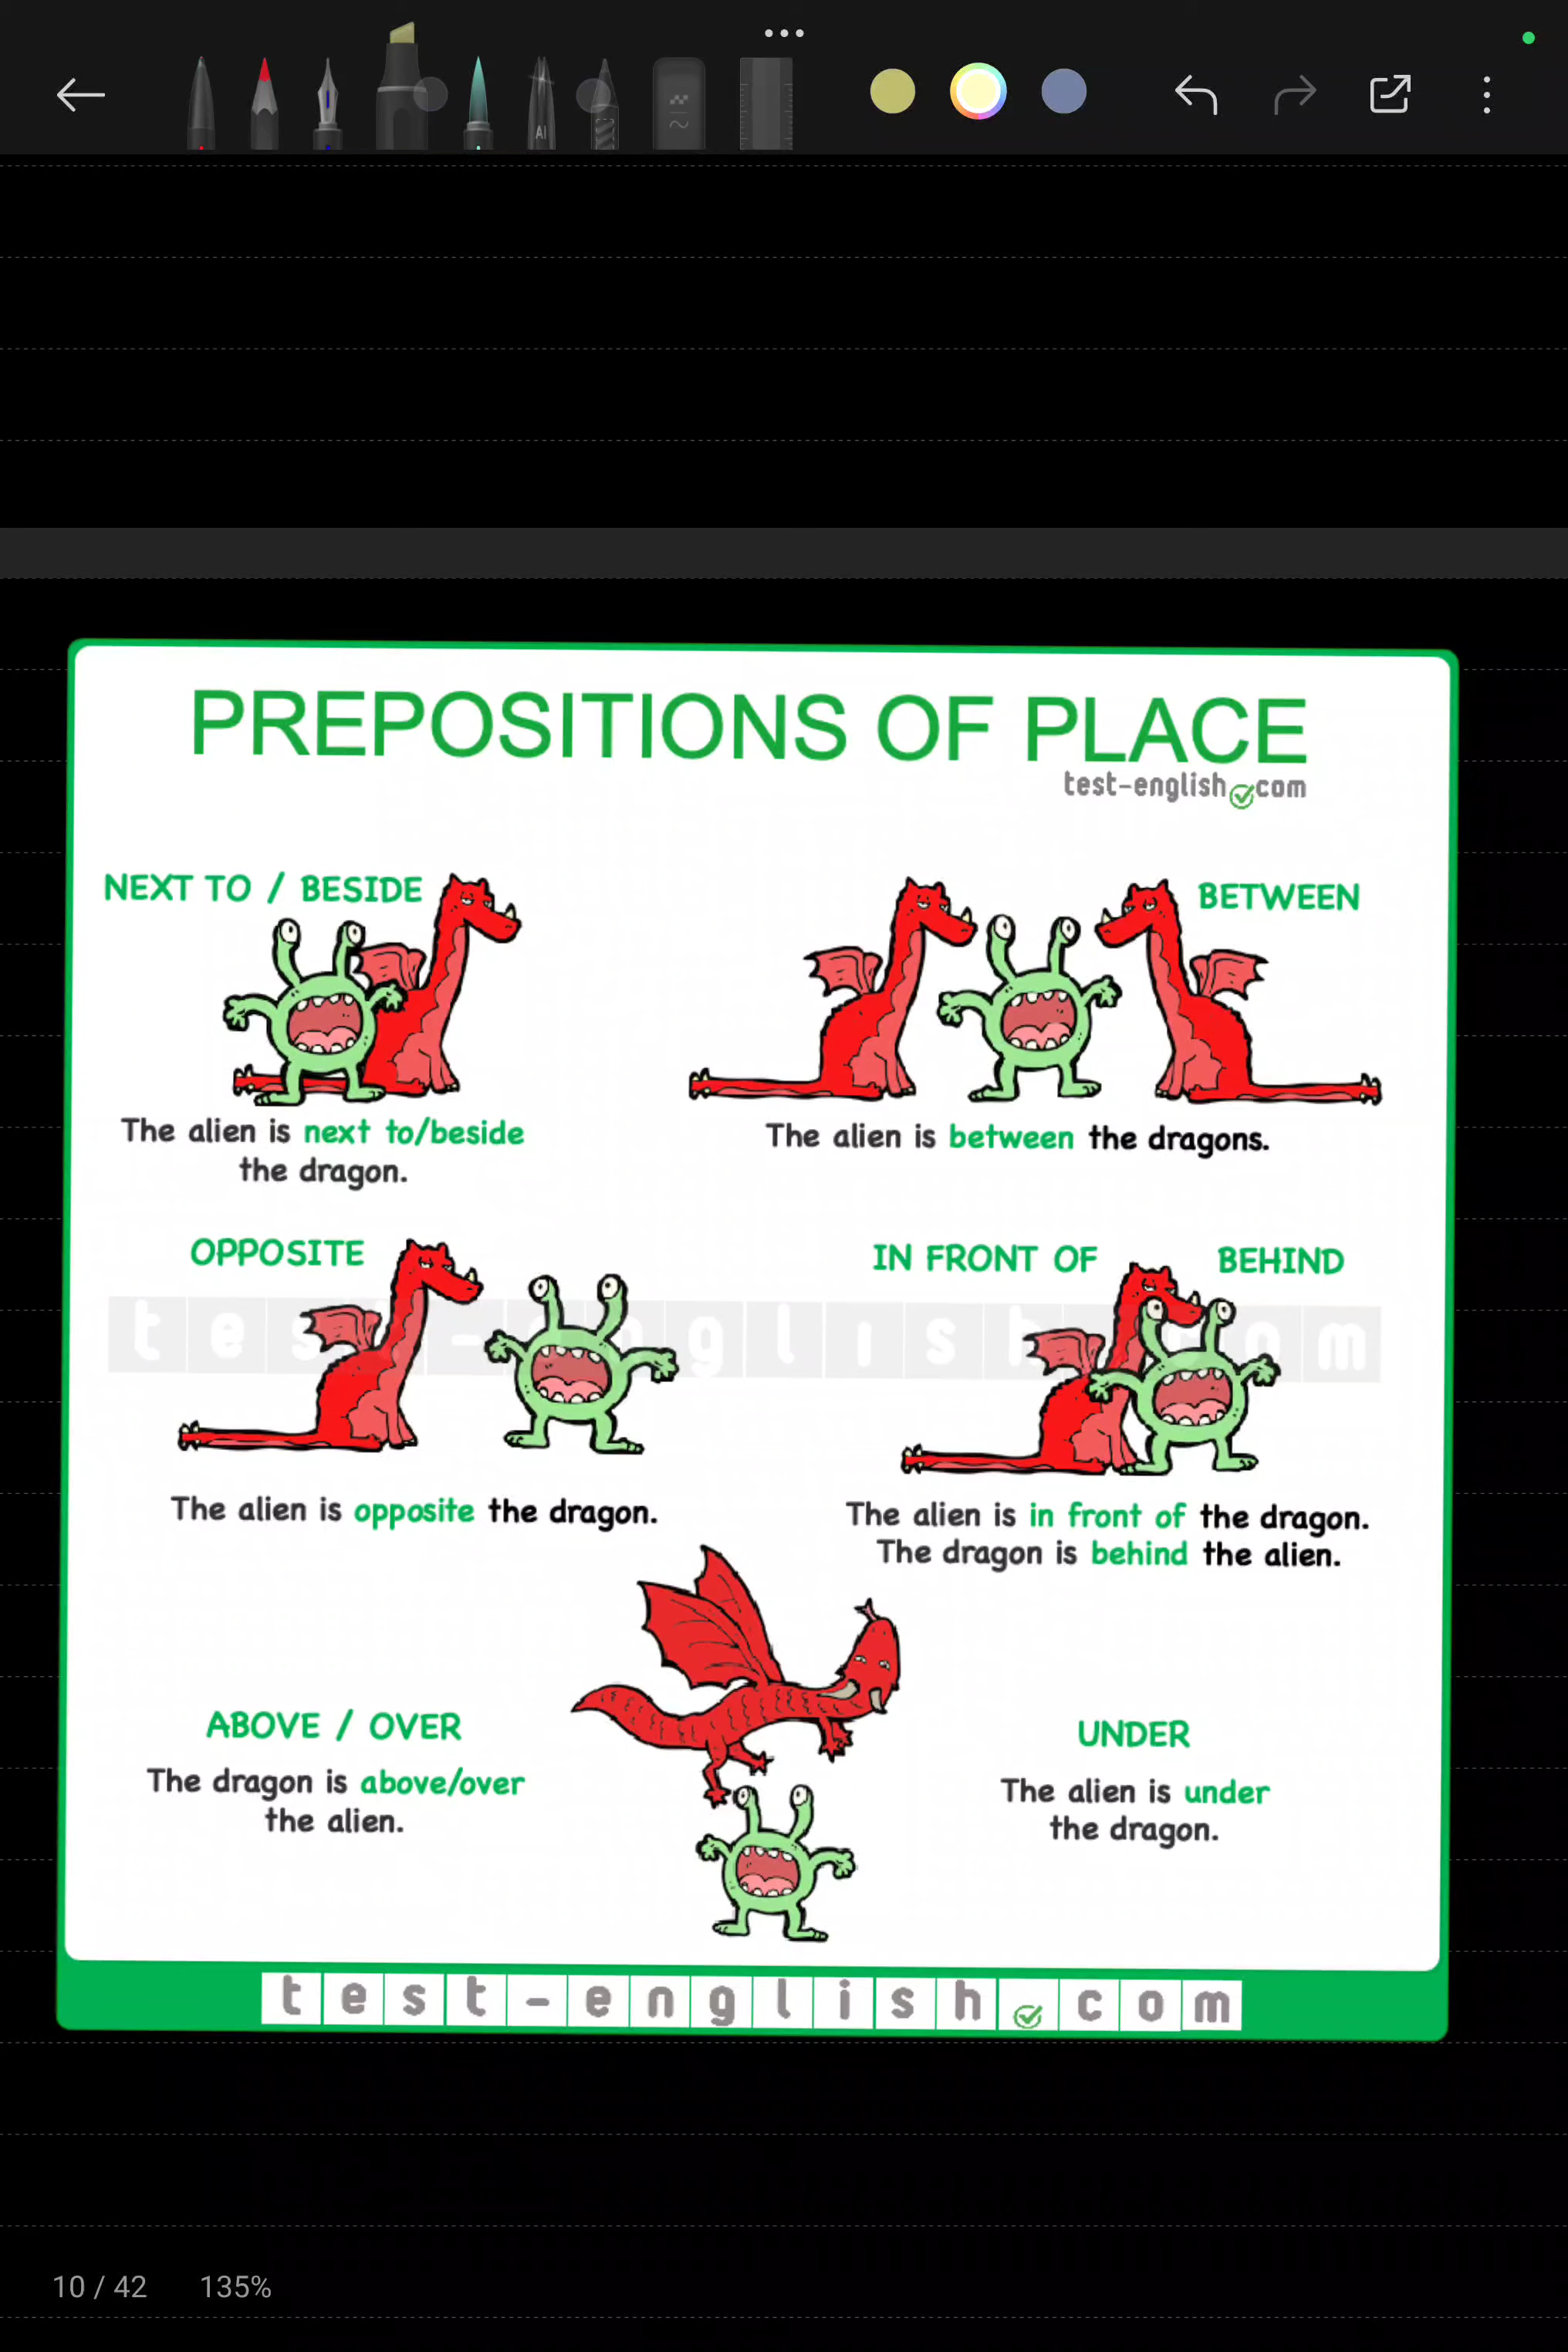 AI
PREPOSITIONS OF PLACE
test-english com
NEXT TO / BESIDE
BETWEEN
The alien is next to/beside
the dragon.
The alien is between the dragons.
OPPOSITE
IN FRONT OF
BEHIND
The alien is opposite the dragon.
The alien is in front of the dragon.
The dragon is behind the alien.
ABOVE / OVER
The dragon is above/over
the alien.
UNDER
The alien is under
the dragon.
test-english com
10 / 42
135%